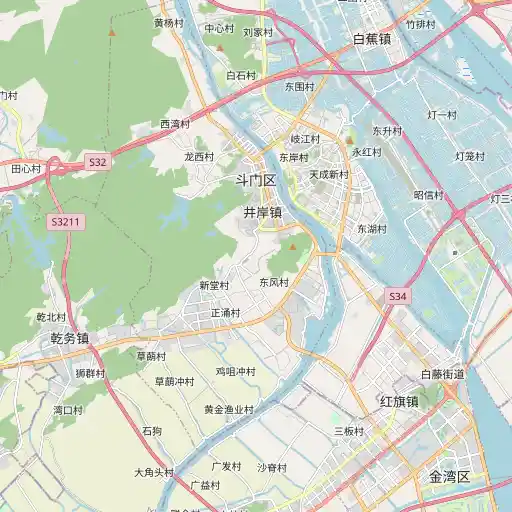 黄杨村
中心村
刘家村
竹排村
白蕉镇
白石村
东围村
灯一村
西湾村
岐江村
东升村
田心村
S32
龙西村
东岸村
永红村
灯笼村
斗门区
天成新村
昭信村
灯三村
S3211
井岸镇
东湖村
新堂村
东风村
S34
乾北村
正涌村
乾务镇
草蓢村
狮群村
草蓢冲村
鸡咀冲村
白藤街道
湾口村
黄金渔业村
红旗镇
石狗
三板村
大角头村
广发村
沙脊村
金湾区
广益村